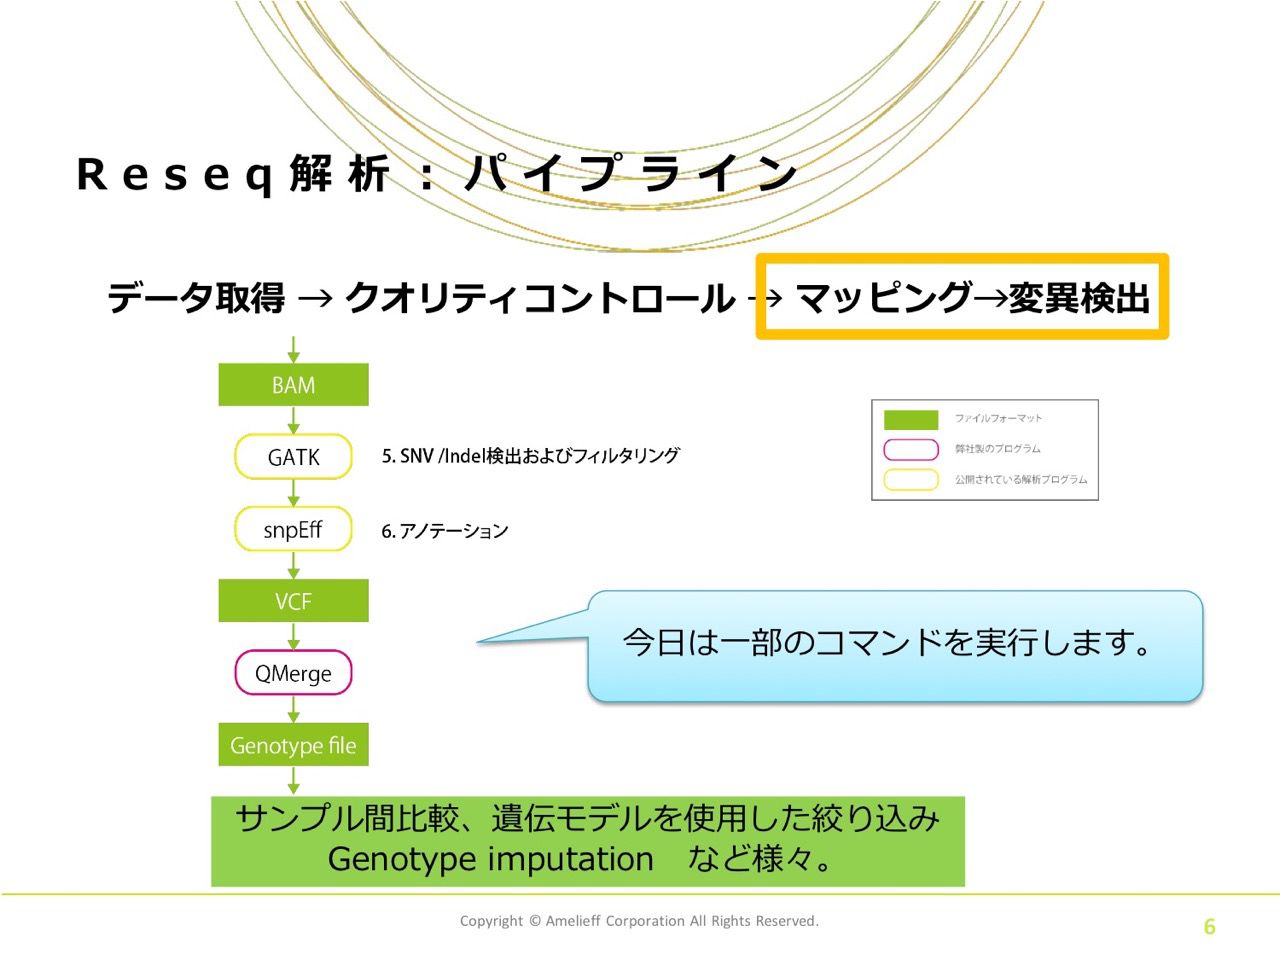 Reseq解析：パイプライン
データ取得 → クオリティコントロール → マッピング→変異検出
BAM
GATK
5. SNV /Indel検出およびフィルタリング
snpEff
6. アノテーション
VCF
QMerge
Genotype file
ファイルフォーマット
弊社製のプログラム
公開されている解析プログラム
今日は一部のコマンドを実行します。
サンプル間比較、遺伝モデルを使用した絞り込み
Genotype imputation　など様々。
Copyright © Amelieff Corporation All Rights Reserved.
6